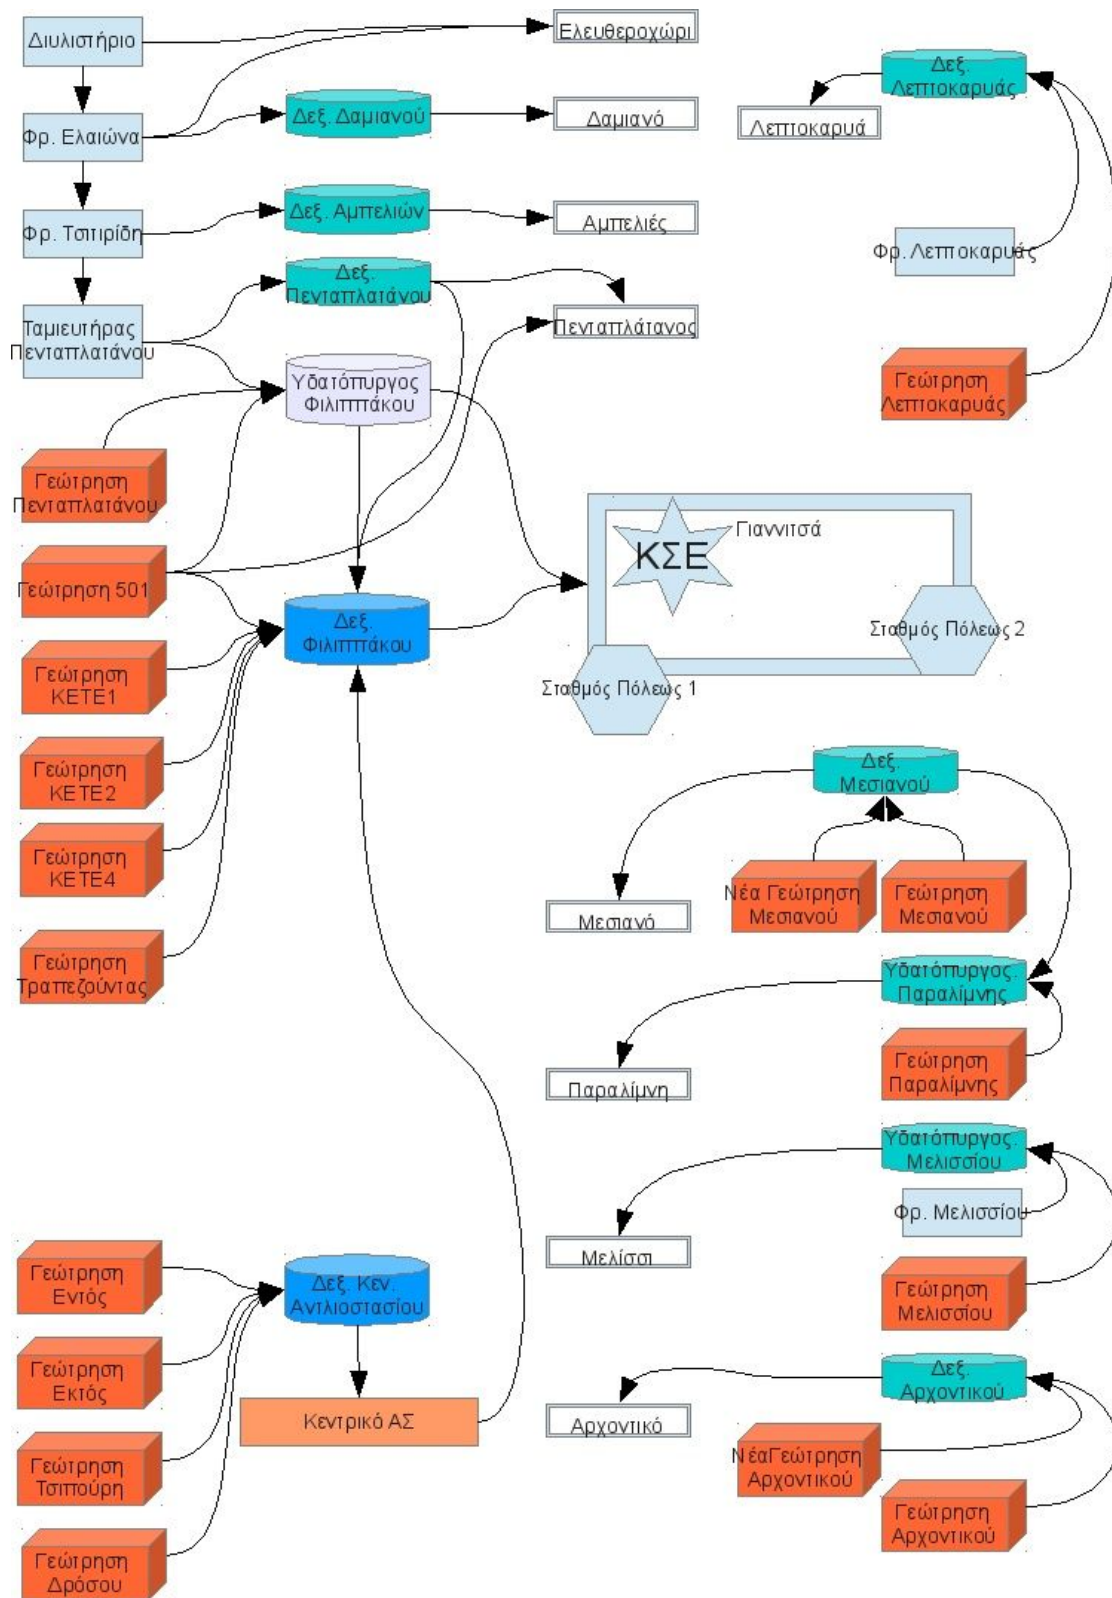 Διυλιστήριο
Ελευθεροχώρι
Δεξ.
Λεπτοκαρυάς
Φρ. Ελαιώνα
Δεξ. Δαμιανού
Δαμιανό
Λεπτοκαρυά
Φρ. Τσιτιρίδη
Δεξ. Αμπελιών
Αμπελιές
Φρ. Λεπτοκαρυάς
Ταμιευτήρας
Πενταπλατάνου
Δεξ.
Πενταπλατάνου
Πενταπλάτανος
Υδατόπυργος
Φιλιππάκου
Γεώτρηση
Λεπτοκαρυάς
Γεώτρηση
Πενταπλατάνου
ΚΣΕ
Γιαννιτσά
Γεώτρηση 501
Δεξ.
Φιλιππάκου
Σταθμός Πόλεως 2
Γεώτρηση
ΚΕΤΕ1
Σταθμός Πόλεως 1
Γεώτρηση
ΚΕΤΕ2
Δεξ.
Μεσιανού
Γεώτρηση
ΚΕΤΕ4
Νέα Γεώτρηση
Μεσιανού
Γεώτρηση
Μεσιανού
Μεσιανό
Γεώτρηση
Τραπεζούντας
Υδατόπυργος.
Παραλίμνης
Γεώτρηση
Παραλίμνης
Παραλίμνη
Υδατόπυργος.
Μελισσίου
Φρ. Μελισσίου
Μελίσσι
Γεώτρηση
Εντός
Δεξ. Κεν.
Αντλιοστασίου
Γεώτρηση
Μελισσίου
Γεώτρηση
Εκτός
Κεντρικό ΑΣ
Δεξ.
Αρχοντικού
Αρχοντικό
Γεώτρηση
Τσιπούρη
ΝέαΓεώτρηση
Αρχοντικού
Γεώτρηση
Αρχοντικού
Γεώτρηση
Δρόσου